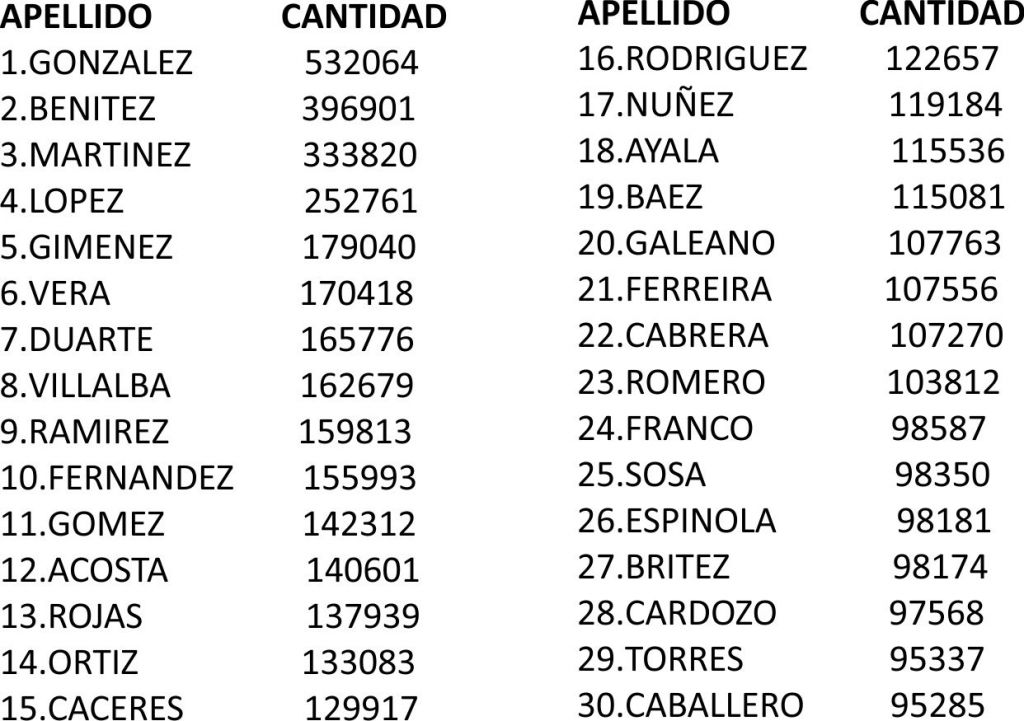 APELLIDO CANTIDAD
1.GONZALEZ 532064
2.BENITEZ 396901
3.MARTINEZ 333820
4.LOPEZ 252761
5.GIMENEZ 179040
6.VERA 170418
7.DUARTE 165776
8.VILLALBA 162679
9.RAMIREZ 159813
10.FERNANDEZ 155993
11.GOMEZ 142312
12.ACOSTA 140601
13.ROJAS 137939
14.ORTIZ 133083
15.CACERES 129917
APELLIDO CANTIDAD
16.RODRIGUEZ 122657
17.NUÑEZ 119184
18.AYALA 115536
19.BAEZ 115081
20.GALEANO 107763
21.FERREIRA 107556
22.CABRERA 107270
23.ROMERO 103812
24.FRANCO 98587
25.SOSA 98350
26.ESPINOLA 98181
27.BRITEZ 98174
28.CARDOZO 97568
29.TORRES 95337
30.CABALLERO 95285